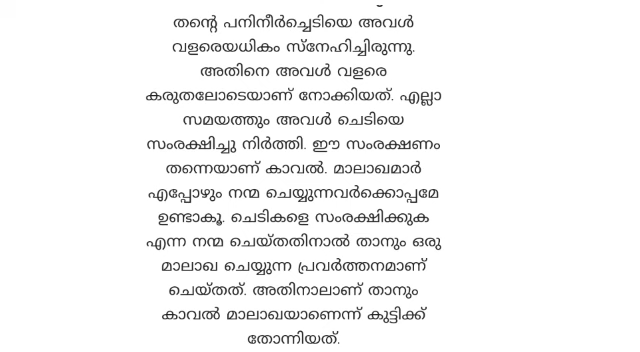 തന്റെ പനിനീർച്ചെടിയെ അവൾ
വളരെയധികം സ്നേഹിച്ചിരുന്നു.
അതിനെ അവൾ വളരെ
കരുതലോടെയാണ് നോക്കിയത്. എല്ലാ
സമയത്തും അവൾ ചെടിയെ
സംരക്ഷിച്ചു നിർത്തി. ഈ സംരക്ഷണം
തന്നെയാണ് കാവൽ. മാലാഖമാർ
എപ്പോഴും നന്മ ചെയ്യുന്നവർക്കൊപ്പമേ
ഉണ്ടാകൂ. ചെടികളെ സംരക്ഷിക്കുക
എന്ന നന്മ ചെയ്തതിനാൽ താനും ഒരു
മാലാഖ ചെയ്യുന്ന പ്രവർത്തനമാണ്
ചെയ്തത്. അതിനാലാണ് താനും
കാവൽ മാലാഖയാണെന്ന് കുട്ടിക്ക്
തോന്നിയത്.